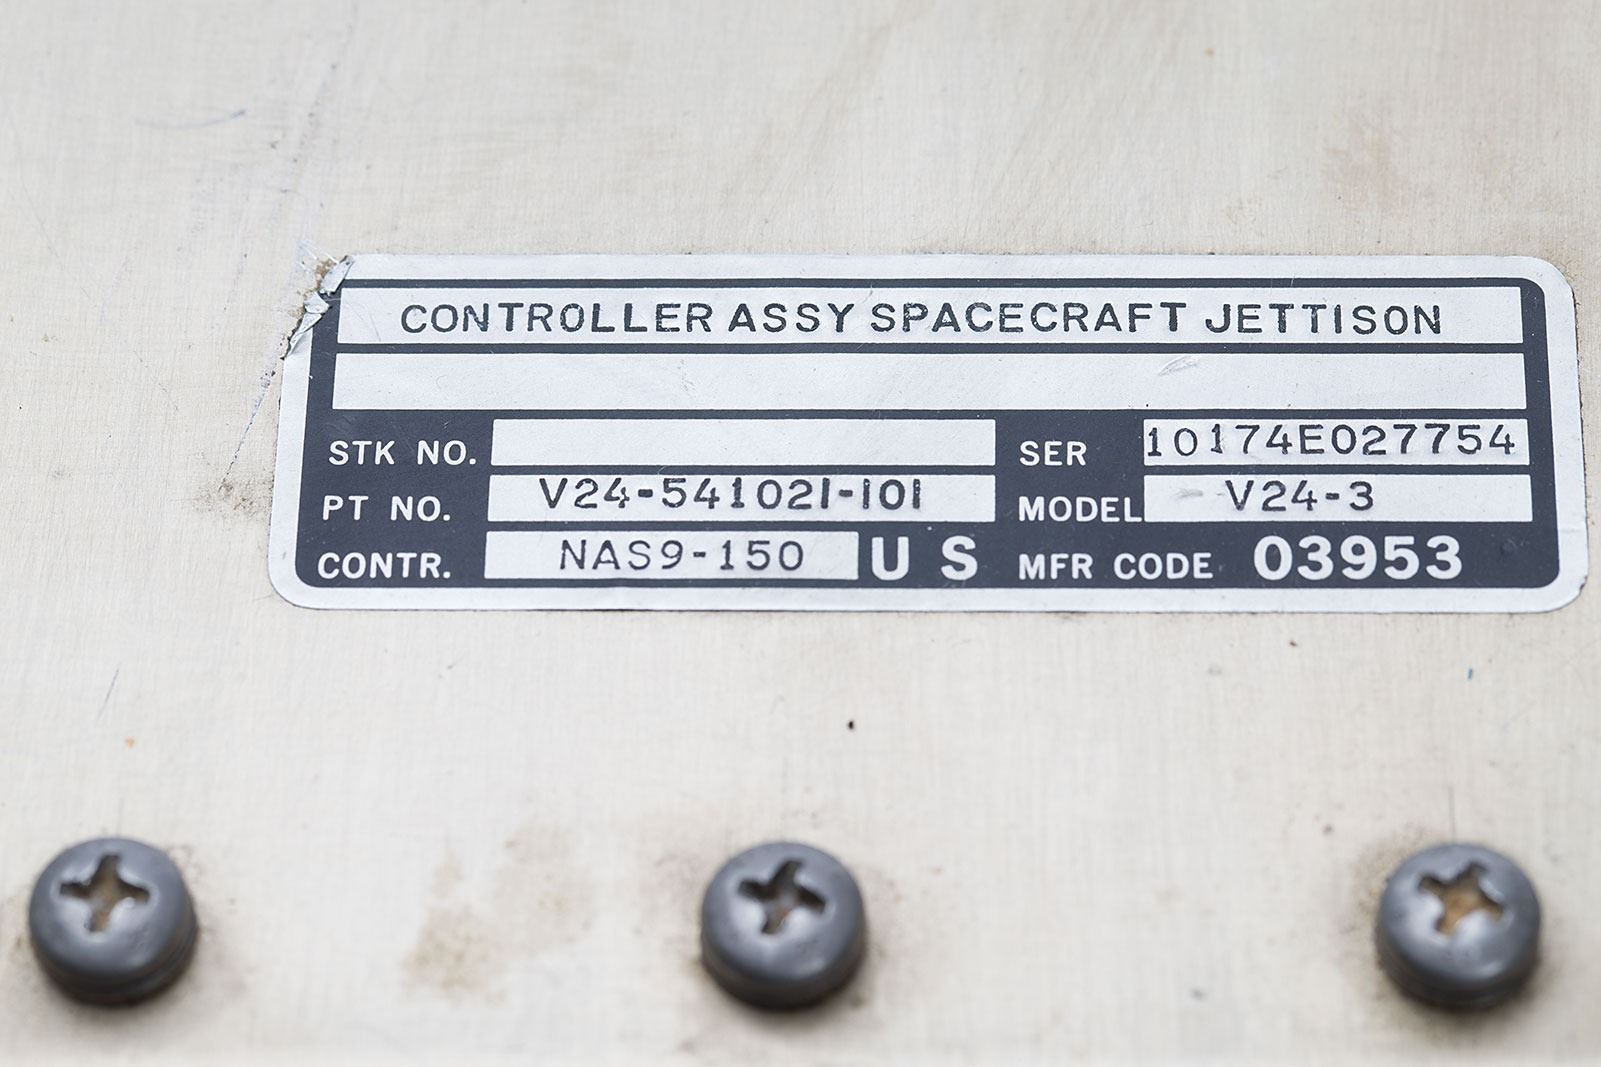 CONTROLLER ASSY SPACECRAFT JETTISON
STK NO. SER 10174E027754
PT NO. V24-541021-101 MODEL V24-3
CONTR. NAS9-150 U S MFR CODE 03953